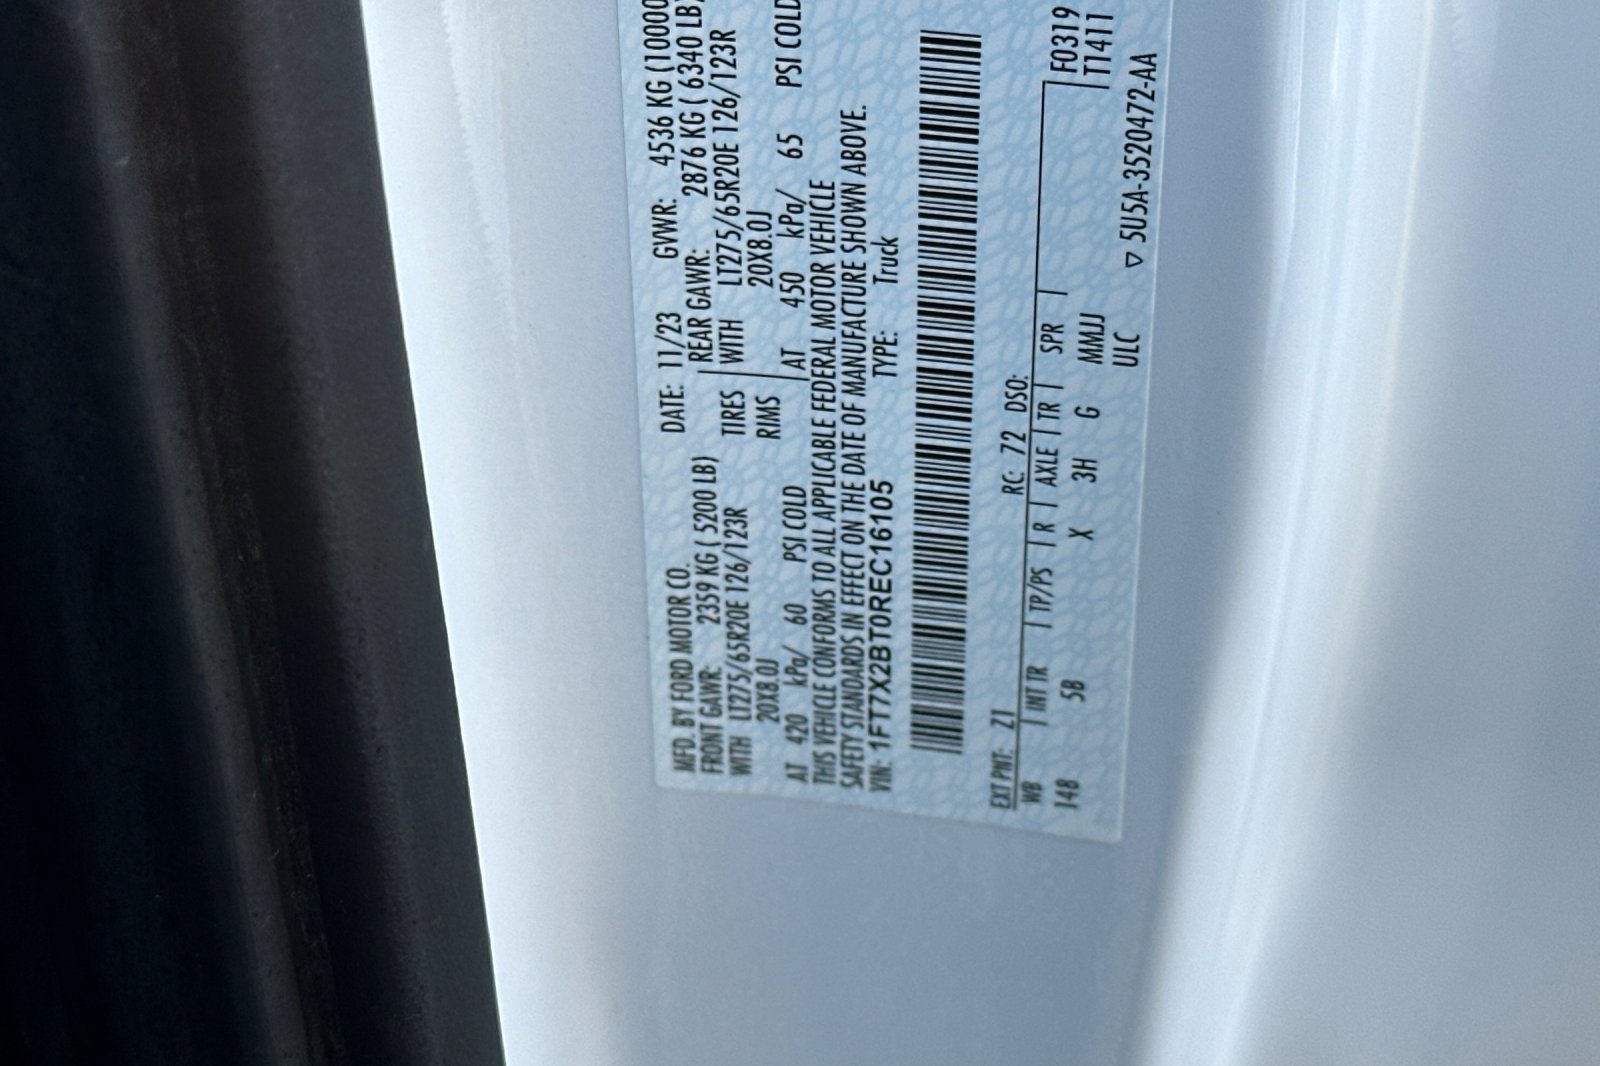 MFD. BY FORD MOTOR CO.
DATE: 11/23 GVWR: 4536 KG (10000
FRONT GAWR: 2359 KG ( 5200 LB)
REAR GAWR: 2876 KG ( 6340 LB)
WITH LT275/65R20E 126/123R TIRES WITH LT275/65R20E 126/123R
20X8.0J RIMS 20X8.0J
AT 420 kPa/ 60 PSI COLD AT 450 kPa/ 65 PSI COLD
THIS VEHICLE CONFORMS TO ALL APPLICABLE FEDERAL MOTOR VEHICLE
SAFETY STANDARDS IN EFFECT ON THE DATE OF MANUFACTURE SHOWN ABOVE.
VIN: 1FT7X2BT0REC16105 TYPE: Truck
EXT PNT: Z1 RC: 72 DSO: F0319
WB INT TR TP/PS R AXLE TR SPR T1411
148 5B X 3H G MMJJ
ULC
▽ 5U5A-3520472-AA